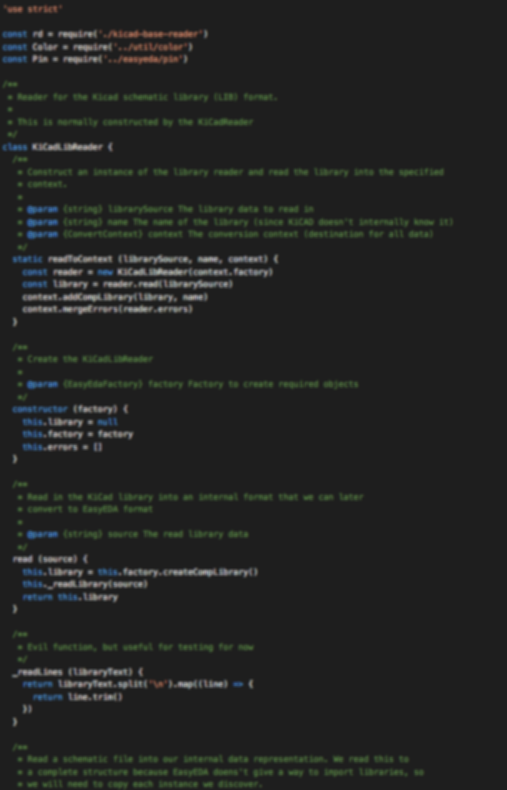 'use strict'

const rd = require('./kicad-base-reader')
const Color = require('../util/color')
const Pin = require('../easyeda/pin')

/**
 * Reader for the Kicad schematic library (LIB) format.
 *
 * This is normally constructed by the KiCadReader
 */
class KiCadLibReader {
  /**
   * Construct an instance of the library reader and read the library into the specified
   * context.
   *
   * @param {string} librarySource The library data to read in
   * @param {string} name The name of the library (since KiCAD doesn't internally know it)
   * @param {ConvertContext} context The conversion context (destination for all data)
   */
  static readToContext (librarySource, name, context) {
    const reader = new KiCadLibReader(context.factory)
    const library = reader.read(librarySource)
    context.addCompLibrary(library, name)
    context.mergeErrors(reader.errors)
  }

  /**
   * Create the KiCadLibReader
   *
   * @param {EasyEdaFactory} factory Factory to create required objects
   */
  constructor (factory) {
    this.library = null
    this.factory = factory
    this.errors = []
  }

  /**
   * Read in the KiCad library into an internal format that we can later
   * convert to EasyEDA format
   *
   * @param {string} source The read library data
   */
  read (source) {
    this.library = this.factory.createCompLibrary()
    this._readLibrary(source)
    return this.library
  }

  /**
   * Evil function, but useful for testing for now
   */
  _readLines (libraryText) {
    return libraryText.split('\n').map((line) => {
      return line.trim()
    })
  }

  /**
   * Read a schematic file into our internal data representation. We read this to
   * a complete structure because EasyEDA doens't give a way to import libraries, so
   * we will need to copy each instance we discover.